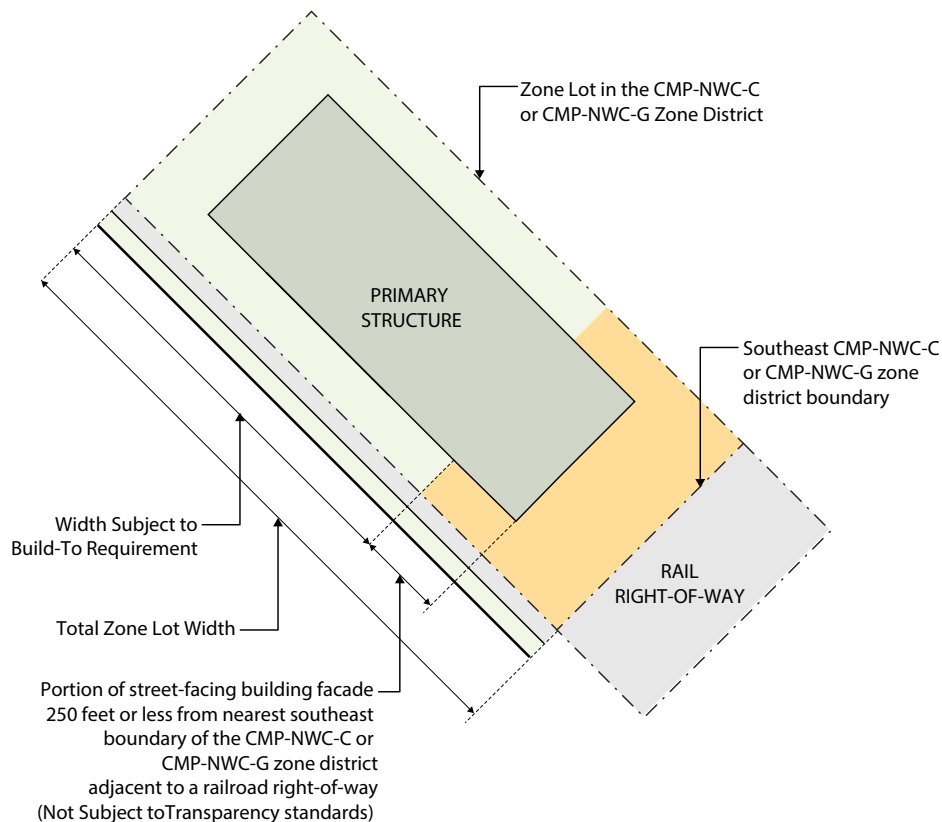 Zone Lot in the CMP-NWC-C
or CMP-NWC-G Zone District
PRIMARY
STRUCTURE
Southeast CMP-NWC-C
or CMP-NWC-G zone
district boundary
Width Subject to
Build-To Requirement
RAIL
RIGHT-OF-WAY
Total Zone Lot Width
Portion of street-facing building facade
250 feet or less from nearest southeast
boundary of the CMP-NWC-C or
CMP-NWC-G zone district
adjacent to a railroad right-of-way
(Not Subject toTransparency standards)